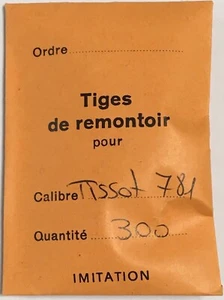 Ordre
Tiges
de remontoir
pour
Calibre Tissot 781
Quantité 300
IMITATION